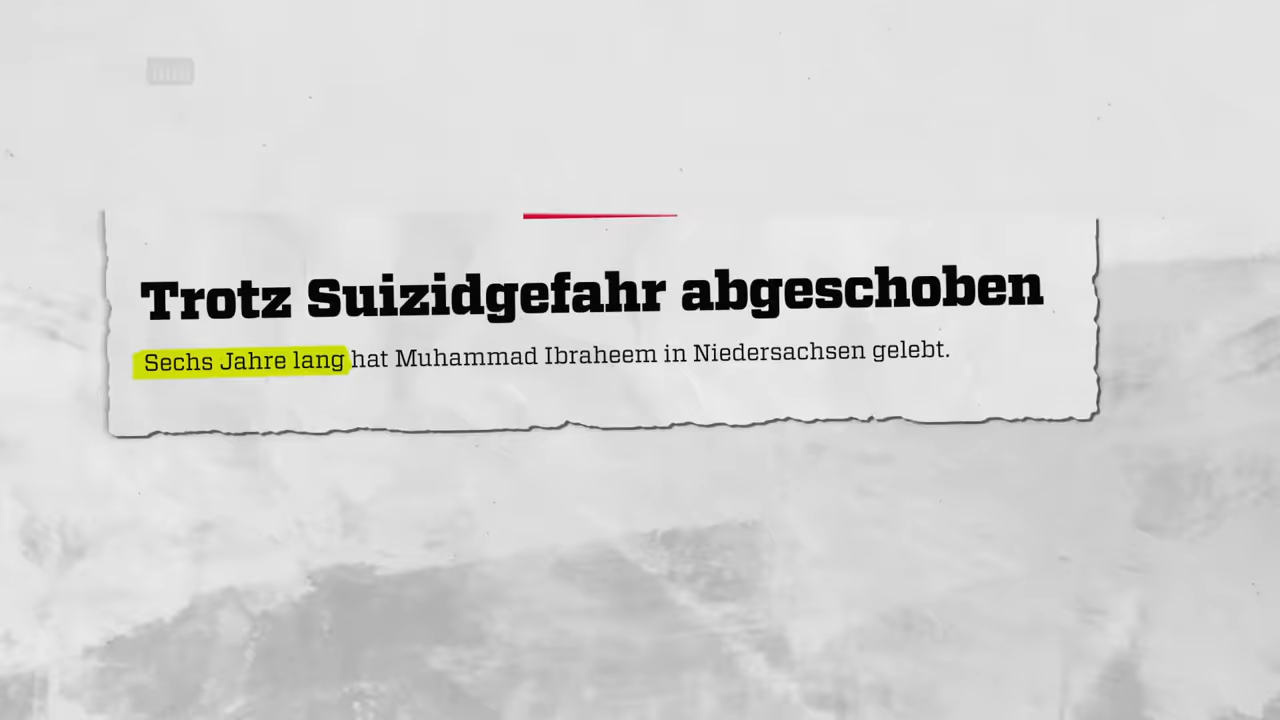 Trotz Suizidgefahr abgeschoben
Sechs Jahre lang hat Muhammad Ibraheem in Niedersachsen gelebt.